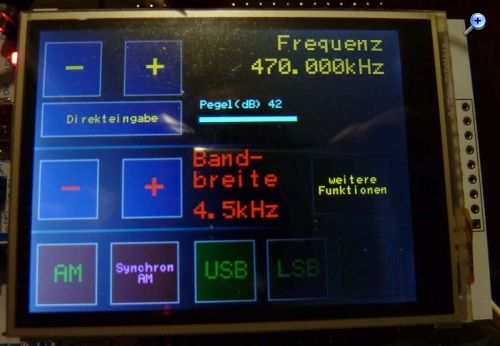 Frequenz
- + 470.000kHz
Pegel(dB) 42
Direkteingabe
Band-
breite
- + 4.5kHz
weitere
Funktionen
AM
Synchron
AM
USB
LSB